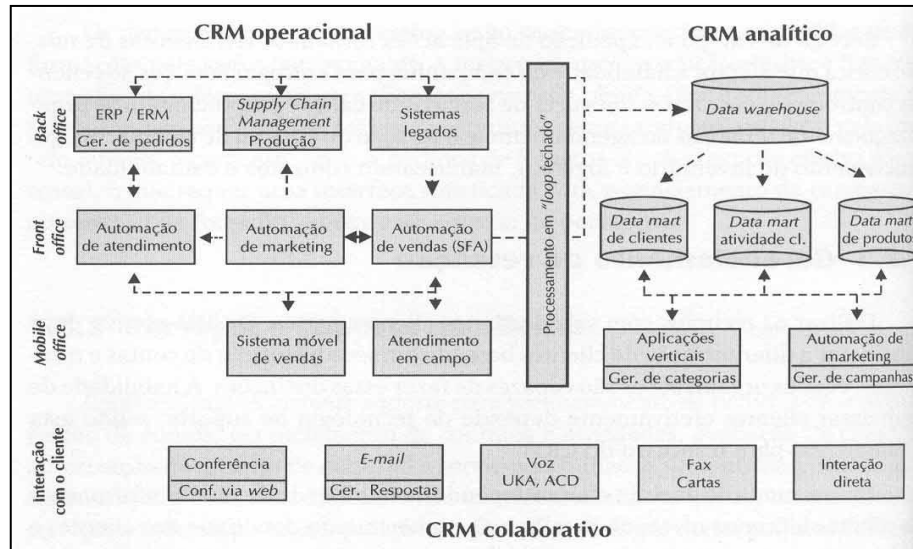 CRM operacional
CRM analítico
Back
office
ERP / ERM
Ger. de pedidos
Supply Chain
Management
Produção
Sistemas
legados
Data warehouse
Front
office
Automação
de atendimento
Automação
de marketing
Automação
de vendas (SFA)
Processamento em "loop fechado"
Data mart
de clientes
Data mart
atividade cl.
Data mart
de produto
Mobile
office
Sistema móvel
de vendas
Atendimento
em campo
Aplicações
verticais
Ger. de categorias
Automação de
marketing
Ger. de campanhas
Interação
com o cliente
Conferência
Conf. via web
E-mail
Ger. Respostas
Voz
UKA, ACD
Fax
Cartas
Interação
direta
CRM colaborativo